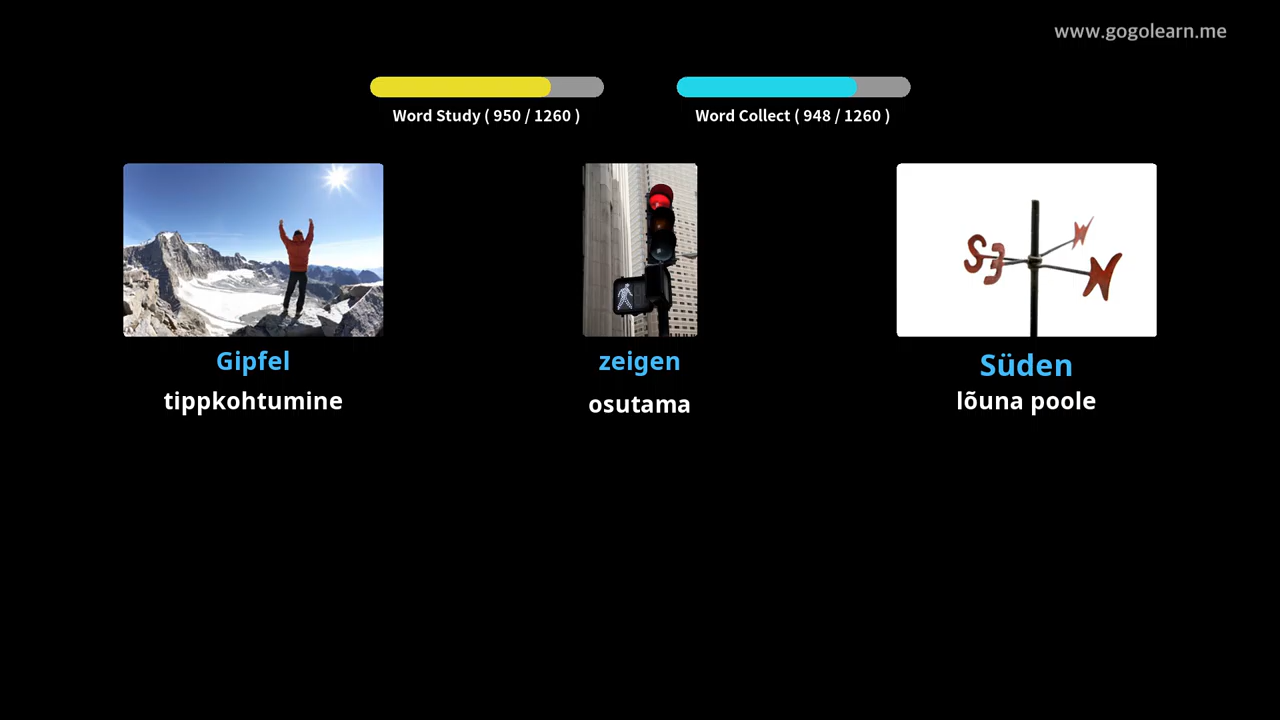 www.gogolearn.me
Word Study ( 950 / 1260 )
Word Collect ( 948 / 1260 )
S
E
N
Gipfel
zeigen
Süden
tippkohtumine
osutama
lõuna poole